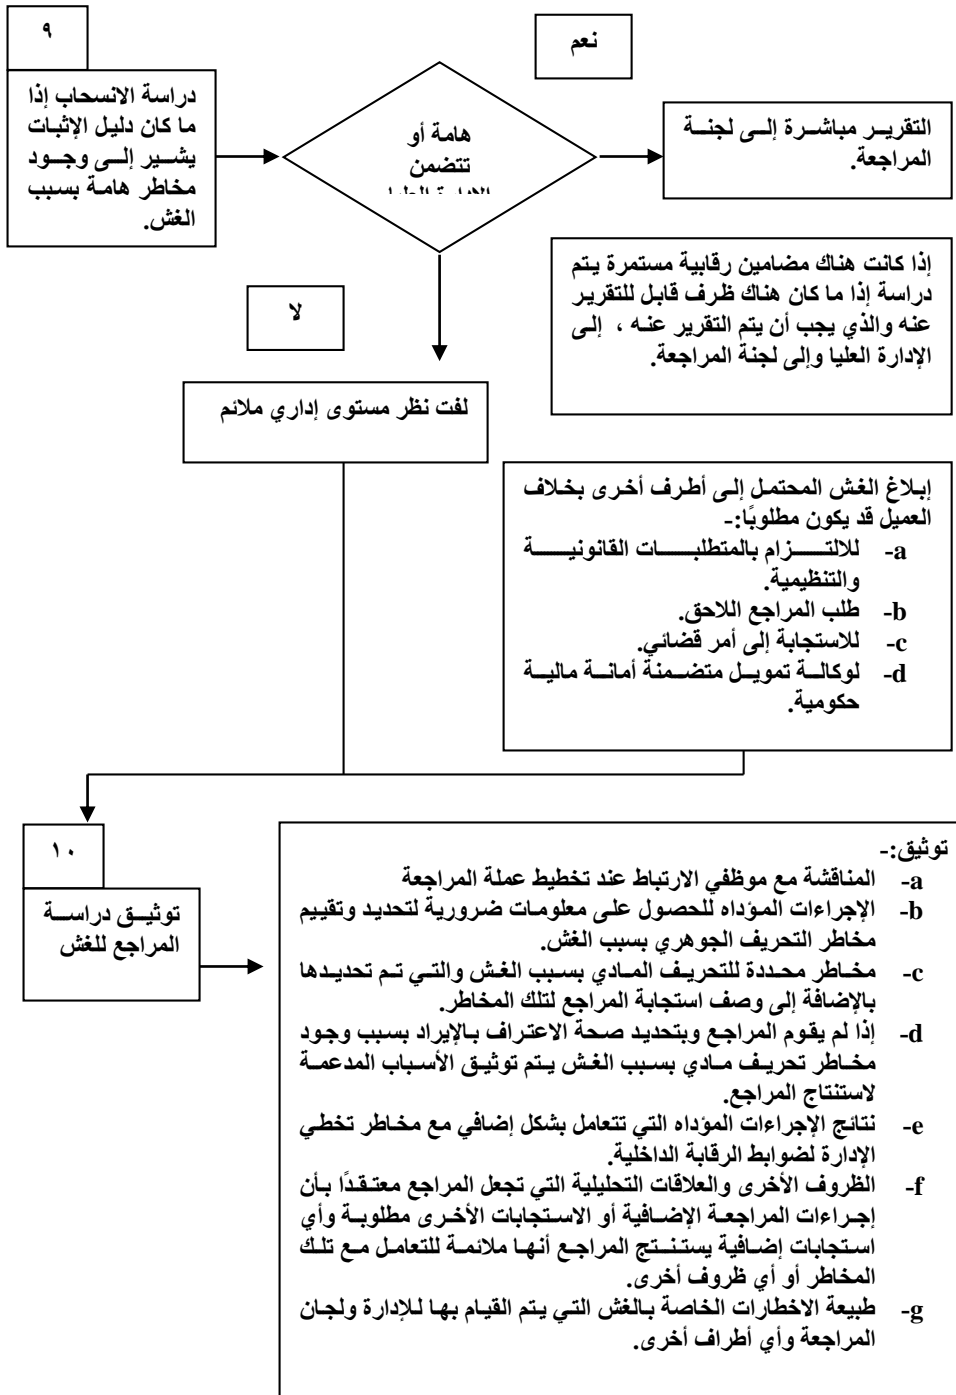 ٩
نعم
دراسة الانسحاب إذا
ما كان دليل الإثبات
يشير إلى وجود
مخاطر هامة بسبب
الغش.
هامة أو
تتضمن
التقرير مباشرة إلى لجنة
المراجعة.
إذا كانت هناك مضامين رقابية مستمرة يتم
دراسة إذا ما كان هناك ظرف قابل للتقرير
عنه والذي يجب أن يتم التقرير عنه ، إلى
الإدارة العليا وإلى لجنة المراجعة.
لا
لفت نظر مستوى إداري ملائم
إبلاغ الغش المحتمل إلى أطرف أخرى بخلاف
العميل قد يكون مطلوبًا:-
a- للالتزام بالمتطلبات القانونية
والتنظيمية.
b- طلب المراجع اللاحق.
c- للاستجابة إلى أمر قضائي.
d- لوكالة تمويل متضمنة أمانة مالية
حكومية.
١٠
توثيق دراسة
المراجع للغش
توثيق:-
a- المناقشة مع موظفي الارتباط عند تخطيط عملة المراجعة
b- الإجراءات المؤداه للحصول على معلومات ضرورية لتحديد وتقييم
مخاطر التحريف الجوهري بسبب الغش.
c- مخاطر محددة للتحريف المادي بسبب الغش والتي تم تحديدها
بالإضافة إلى وصف استجابة المراجع لتلك المخاطر.
d- إذا لم يقوم المراجع وبتحديد صحة الاعتراف بالإيراد بسبب وجود
مخاطر تحريف مادي بسبب الغش يتم توثيق الأسباب المدعمة
لاستنتاج المراجع.
e- نتائج الإجراءات المؤداه التي تتعامل بشكل إضافي مع مخاطر تخطي
الإدارة لضوابط الرقابة الداخلية.
f- الظروف الأخرى والعلاقات التحليلية التي تجعل المراجع معتقدًا بأن
إجراءات المراجعة الإضافية أو الاستجابات الأخرى مطلوبة وأي
استجابات إضافية يستنتج المراجع أنها ملائمة للتعامل مع تلك
المخاطر أو أي ظروف أخرى.
g- طبيعة الاخطارات الخاصة بالغش التي يتم القيام بها للإدارة ولجان
المراجعة وأي أطراف أخرى.